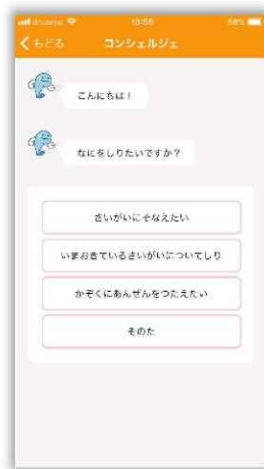 docomo 13:55 58%
もどる コンシェルジェ
こんにちは！
なにをしりたいですか？
さいがいにそなえたい
いまおきているさいがいについてしり
かぞくにあんぜんをつたえたい
そのた